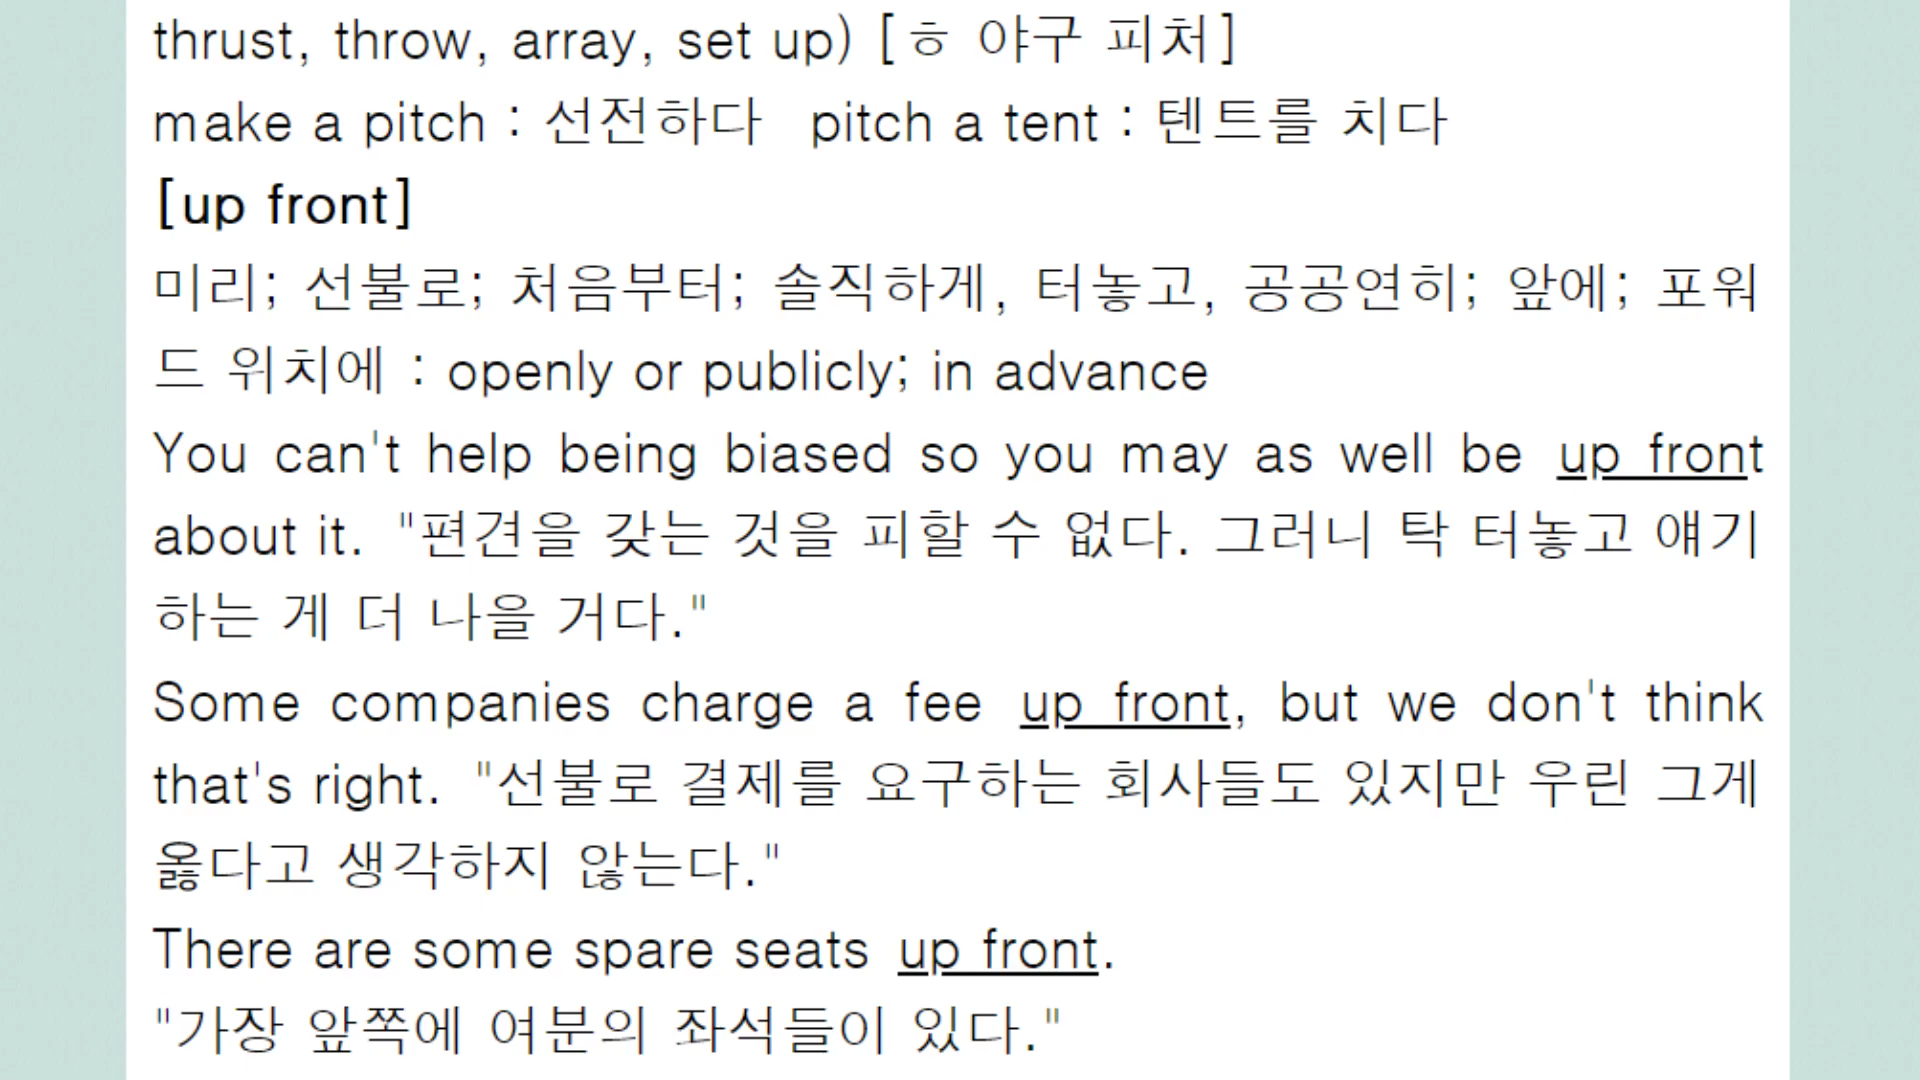 thrust, throw, array, set up) [ㅎ 야구 피처]
make a pitch : 선전하다 pitch a tent : 텐트를 치다
[up front]
미리; 선불로; 처음부터; 솔직하게, 터놓고, 공공연히; 앞에; 포워
드 위치에 : openly or publicly; in advance
You can't help being biased so you may as well be up front
about it. "편견을 갖는 것을 피할 수 없다. 그러니 탁 터놓고 얘기
하는 게 더 나을 거다."
Some companies charge a fee up front, but we don't think
that's right. "선불로 결제를 요구하는 회사들도 있지만 우린 그게
옳다고 생각하지 않는다."
There are some spare seats up front.
"가장 앞쪽에 여분의 좌석들이 있다."